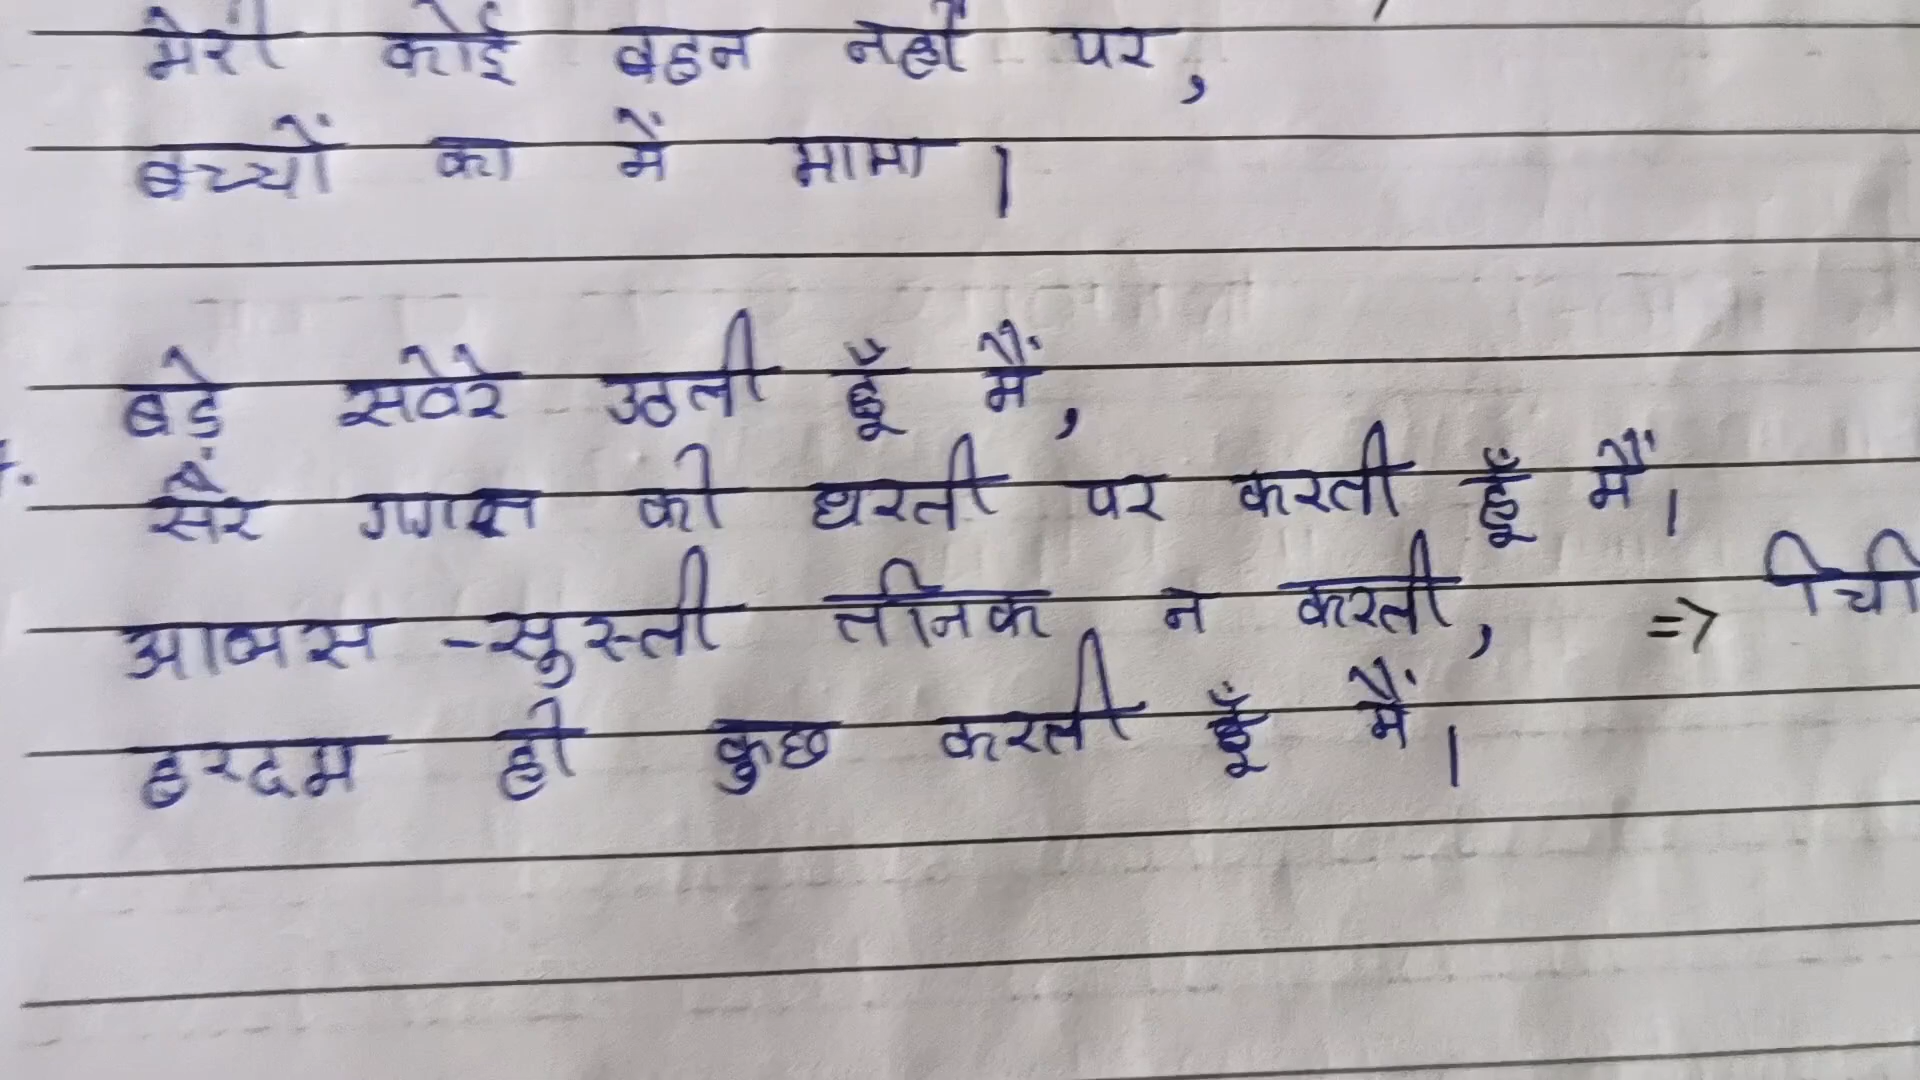 मेरी कोई बहन नहीं पर,
बच्चों का में मामा।
बड़े सवेरे उठती हूँ मैं,
सैर गगन की धरती पर करती हूँ मैं।
आलस -सुस्ती तनिक न करती, =>
हरदम ही कुछ करती हूँ मैं।